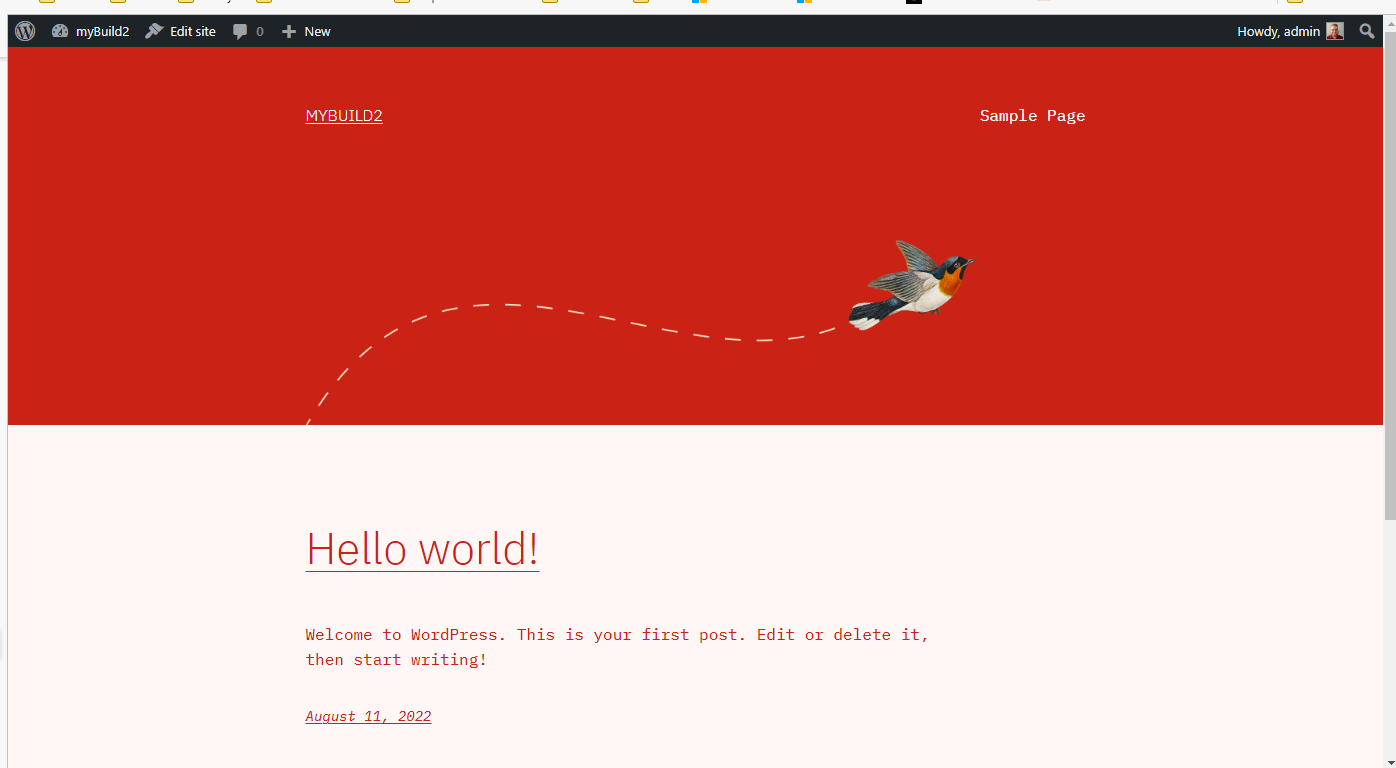 myBuild2 Edit site 0 New Howdy, admin
MYBUILD2 Sample Page
Hello world!
Welcome to WordPress. This is your first post. Edit or delete it,
then start writing!
August 11, 2022